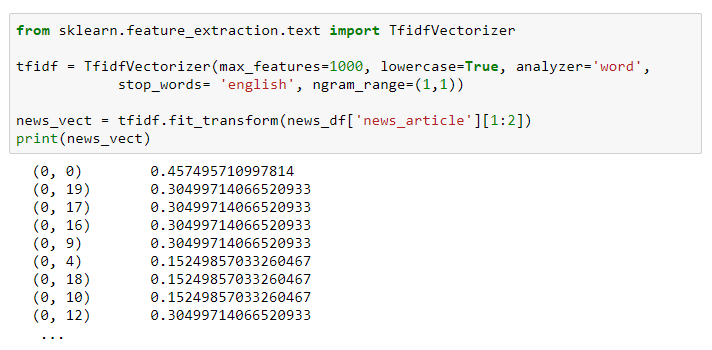 from sklearn.feature_extraction.text import TfidfVectorizer
tfidf = TfidfVectorizer(max_features=1000, lowercase=True, analyzer='word',
stop_words= 'english', ngram_range=(1,1))
news_vect = tfidf.fit_transform(news_df['news_article'][1:2])
print(news_vect)
(0, 0) 0.457495710997814
(0, 19) 0.30499714066520933
(0, 17) 0.30499714066520933
(0, 16) 0.30499714066520933
(0, 9) 0.30499714066520933
(0, 4) 0.15249857033260467
(0, 18) 0.15249857033260467
(0, 10) 0.15249857033260467
(0, 12) 0.30499714066520933
...